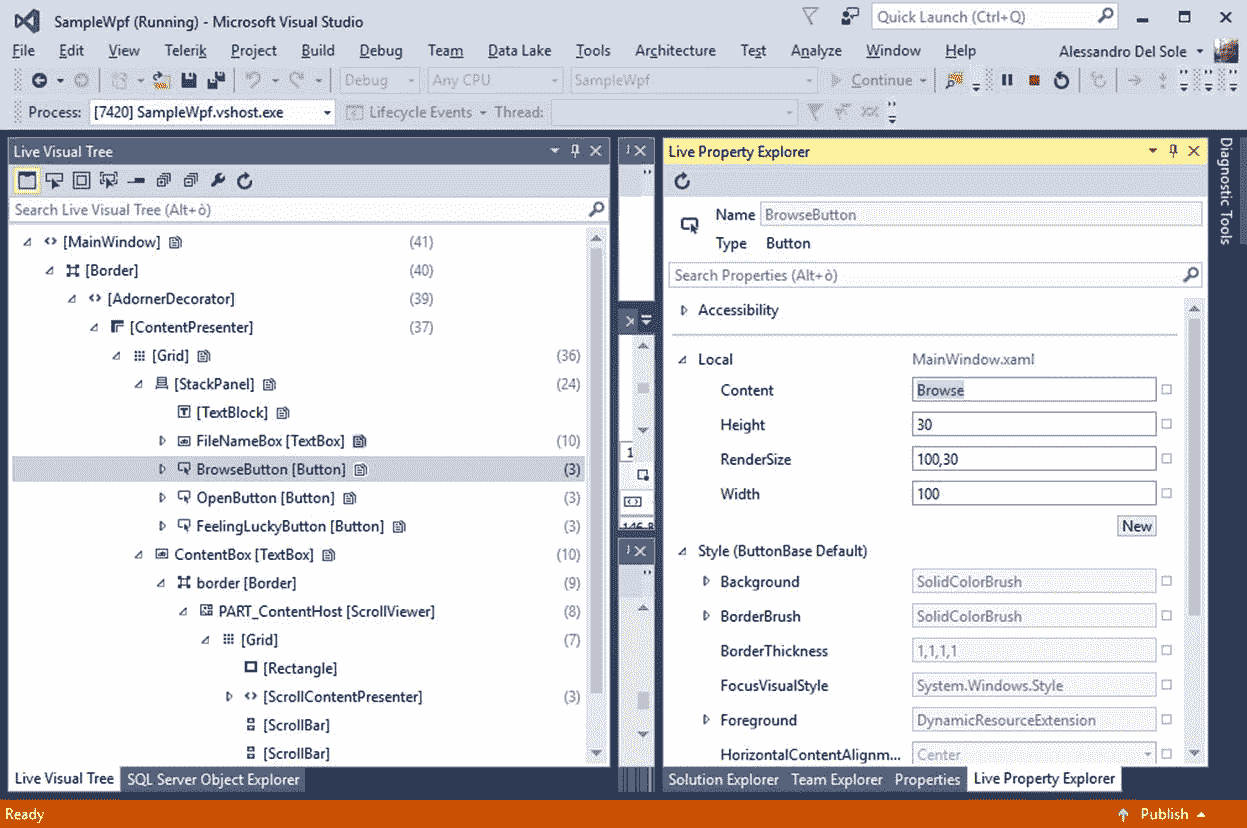 SampleWpf (Running) - Microsoft Visual Studio
Quick Launch (Ctrl+Q)
File Edit View Telerik Project Build Debug Team Data Lake Tools Architecture Test Analyze Window Help Alessandro Del Sole
Debug Any CPU SampleWpf Continue
Process: [7420] SampleWpf.vshost.exe Lifecycle Events Thread:
Live Visual Tree
Search Live Visual Tree (Alt+ò)
[MainWindow] (41)
[Border] (40)
[AdornerDecorator] (39)
[ContentPresenter] (37)
[Grid] (36)
[StackPanel] (24)
[TextBlock]
FileNameBox [TextBox] (10)
BrowseButton [Button] (3)
OpenButton [Button] (3)
FeelingLuckyButton [Button] (3)
ContentBox [TextBox] (10)
border [Border] (9)
PART_ContentHost [ScrollViewer] (8)
[Grid] (7)
[Rectangle]
[ScrollContentPresenter] (3)
[ScrollBar]
[ScrollBar]
Live Visual Tree SQL Server Object Explorer
1
Live Property Explorer
Name BrowseButton
Type Button
Search Properties (Alt+ò)
Accessibility
Local MainWindow.xaml
Content Browse
Height 30
RenderSize 100,30
Width 100
New
Style (ButtonBase Default)
Background SolidColorBrush
BorderBrush SolidColorBrush
BorderThickness 1,1,1,1
FocusVisualStyle System.Windows.Style
Foreground DynamicResourceExtension
HorizontalContentAlignm... Center
Solution Explorer Team Explorer Properties Live Property Explorer
Diagnostic Tools
Ready Publish